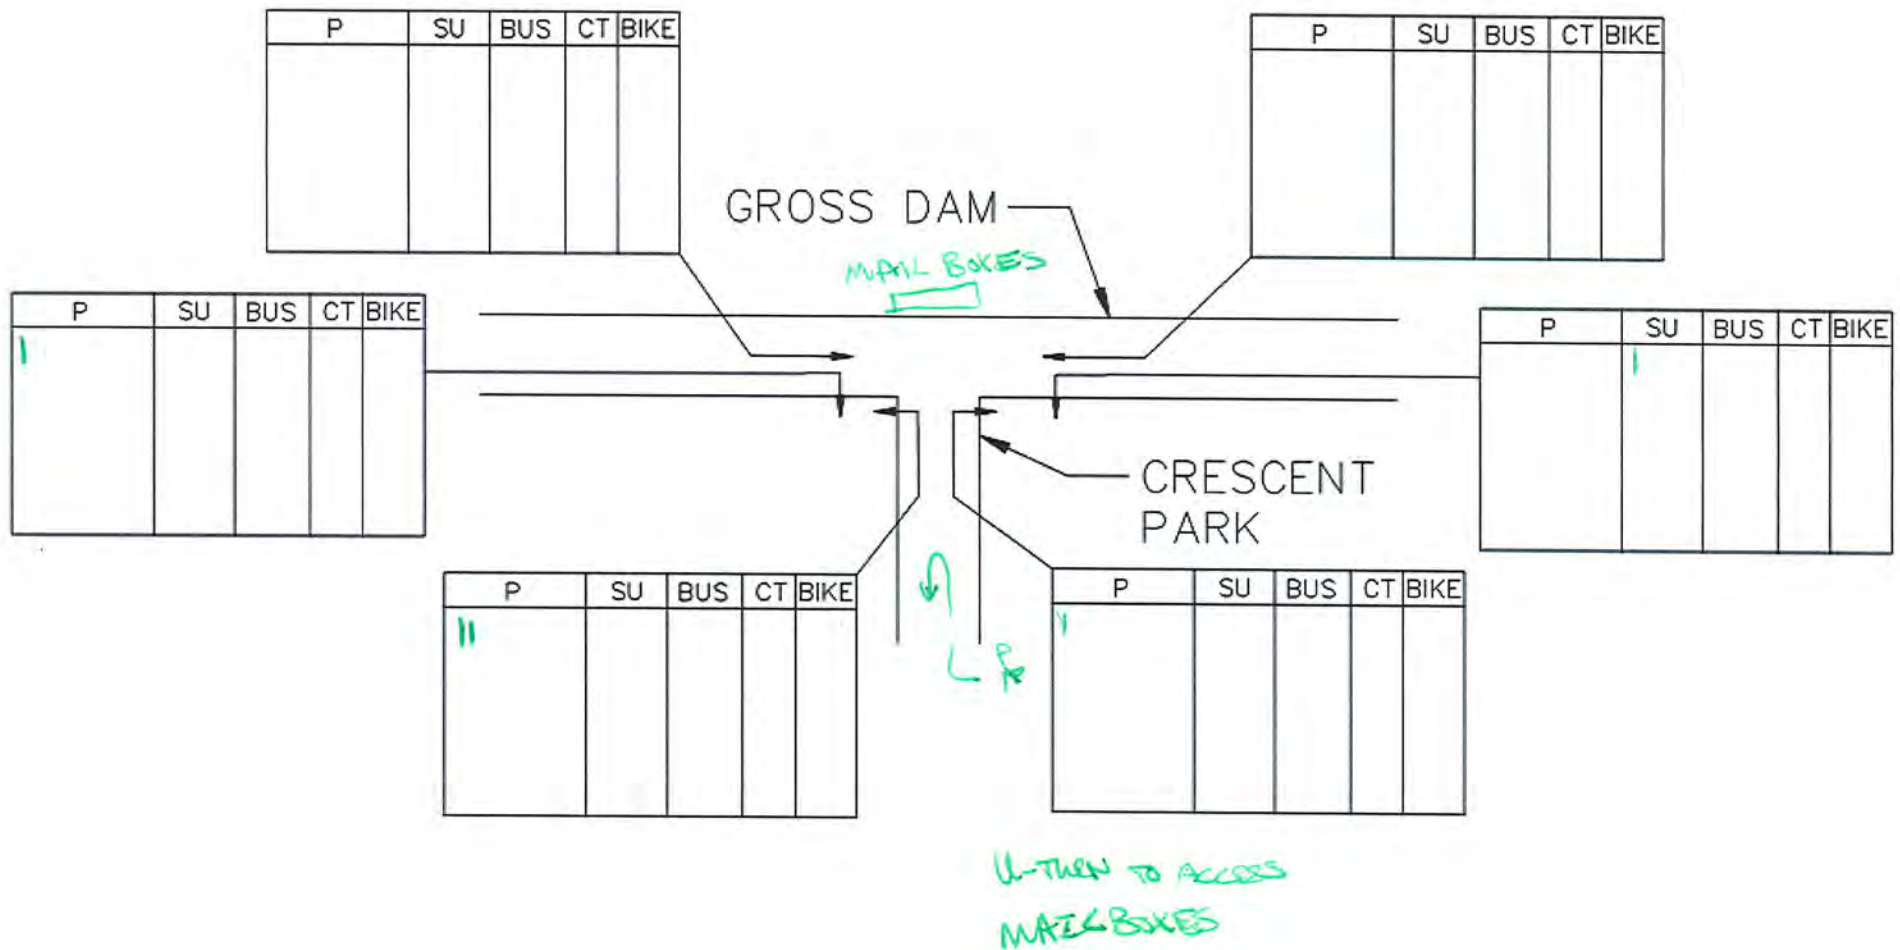 P SU BUS CT BIKE
P SU BUS CT BIKE
GROSS DAM
MAIL BOXES
P SU BUS CT BIKE
I
P SU BUS CT BIKE
I
CRESCENT
PARK
P SU BUS CT BIKE
II
P SU BUS CT BIKE
I
P
U-TURN TO ACCESS
MAILBOXES